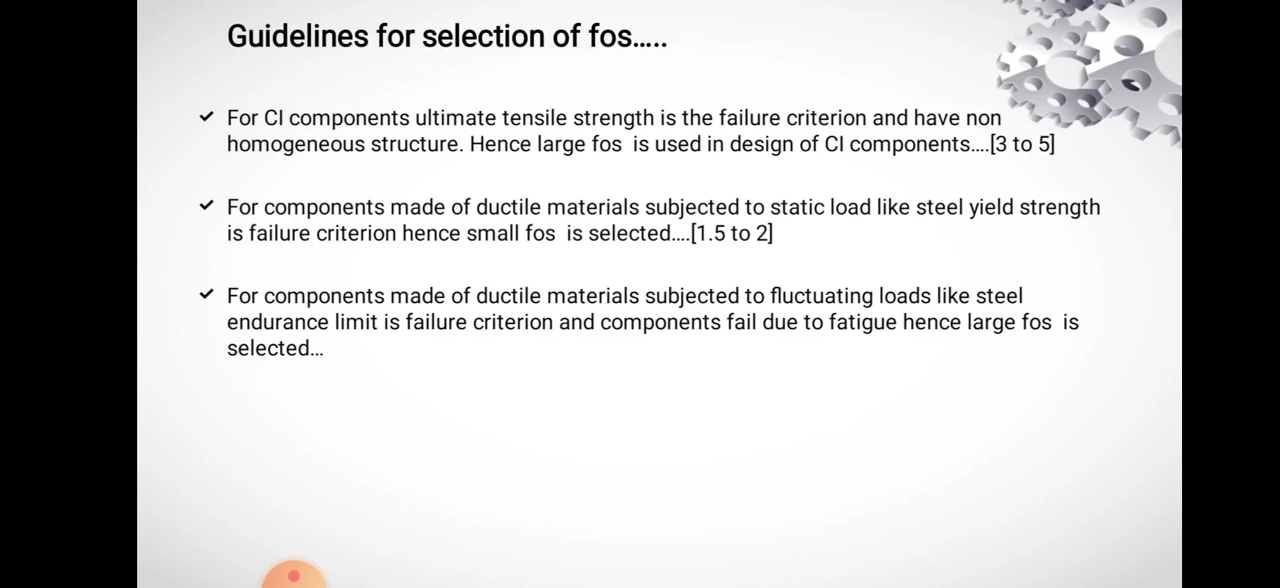 Guidelines for selection of fos.....
✓ For CI components ultimate tensile strength is the failure criterion and have non
homogeneous structure. Hence large fos is used in design of CI components....[3 to 5]
✓ For components made of ductile materials subjected to static load like steel yield strength
is failure criterion hence small fos is selected....[1.5 to 2]
✓ For components made of ductile materials subjected to fluctuating loads like steel
endurance limit is failure criterion and components fail due to fatigue hence large fos is
selected...